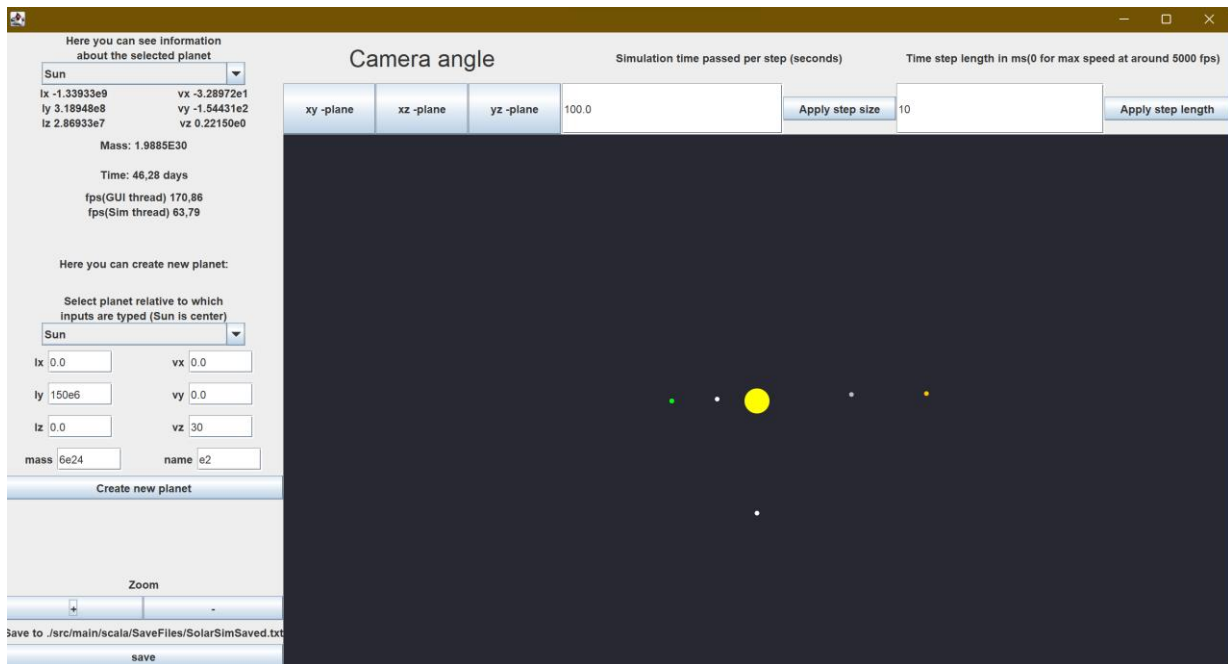 Here you can see information
about the selected planet
Sun
lx -1.33933e9 vx -3.28972e1
ly 3.18948e8 vy -1.54431e2
lz 2.86933e7 vz 0.22150e0
Mass: 1.9885E30
Time: 46,28 days
fps(GUI thread) 170,86
fps(Sim thread) 63,79
Here you can create new planet:
Select planet relative to which
inputs are typed (Sun is center)
Sun
lx 0.0 vx 0.0
ly 150e6 vy 0.0
lz 0.0 vz 30
mass 6e24 name e2
Create new planet
Zoom
+ -
Save to ./src/main/scala/SaveFiles/SolarSimSaved.txt
save
Camera angle
xy -plane xz -plane yz -plane
Simulation time passed per step (seconds)
100.0 Apply step size
Time step length in ms(0 for max speed at around 5000 fps)
10 Apply step length